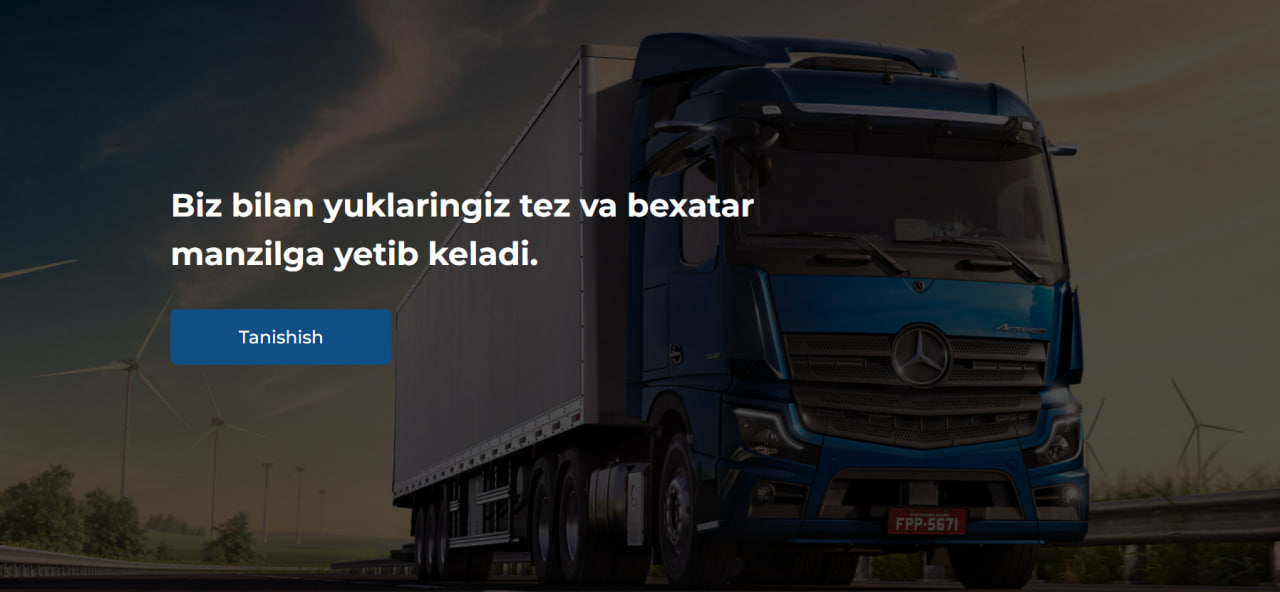 Biz bilan yuklaringiz tez va bexatar
manzilga yetib keladi.
Tanishish
FPP-5671